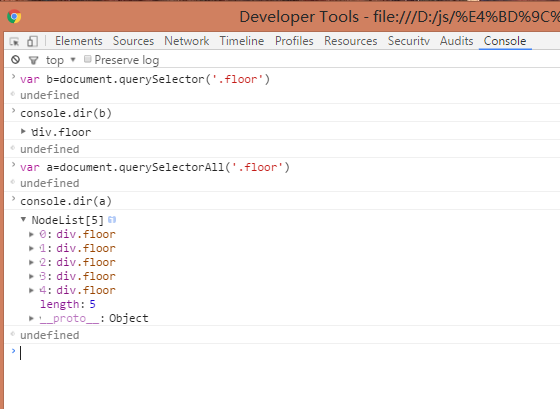 Developer Tools - file:///D:/js/%E4%BD%9C%
Elements Sources Network Timeline Profiles Resources Security Audits Console
top Preserve log
var b=document.querySelector('.floor')
undefined
console.dir(b)
div.floor
undefined
var a=document.querySelectorAll('.floor')
undefined
console.dir(a)
NodeList[5]
0: div.floor
1: div.floor
2: div.floor
3: div.floor
4: div.floor
length: 5
__proto__: Object
undefined